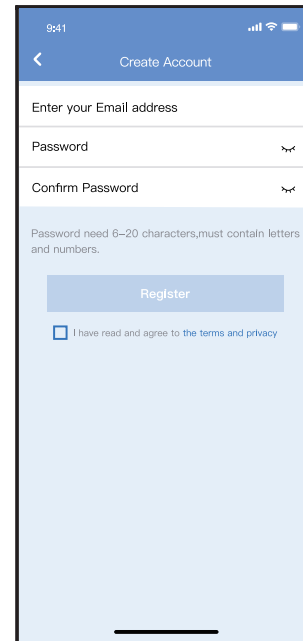 9:41
Create Account
Enter your Email address
Password
Confirm Password
Password need 6-20 characters,must contain letters
and numbers.
Register
I have read and agree to the terms and privacy